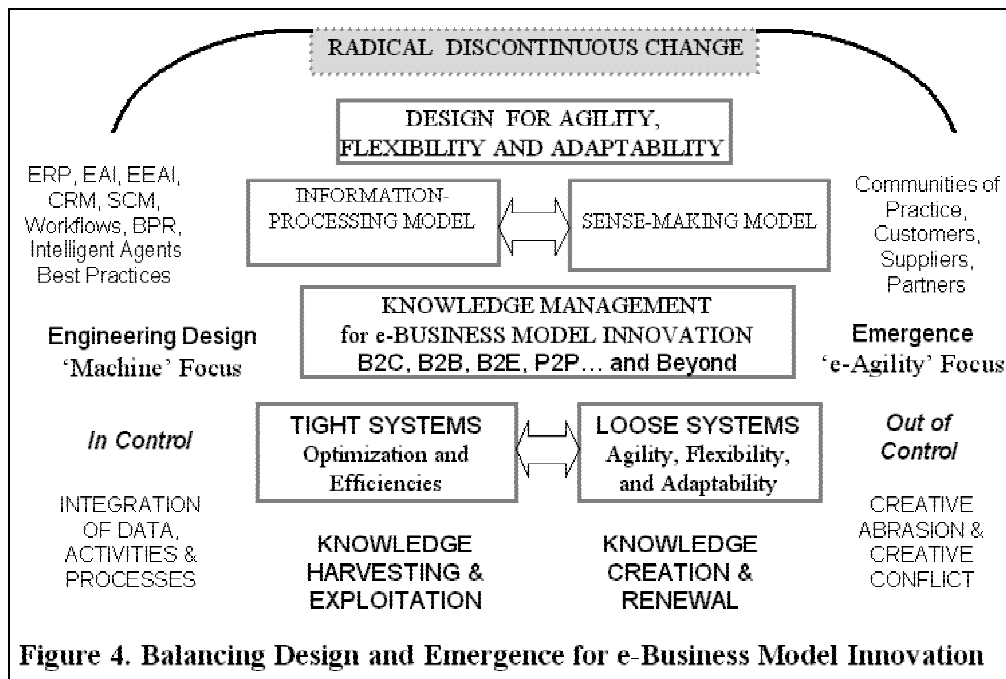 RADICAL DISCONTINUOUS CHANGE
DESIGN FOR AGILITY,
FLEXIBILITY AND ADAPTABILITY
ERP, EAI, EEAI,
CRM, SCM,
Workflows, BPR,
Intelligent Agents
Best Practices
INFORMATION-
PROCESSING MODEL
SENSE-MAKING MODEL
Communities of
Practice,
Customers,
Suppliers,
Partners
Engineering Design
‘Machine’ Focus
KNOWLEDGE MANAGEMENT
for e-BUSINESS MODEL INNOVATION
B2C, B2B, B2E, P2P… and Beyond
Emergence
‘e-Agility’ Focus
In Control
TIGHT SYSTEMS
Optimization and
Efficiencies
LOOSE SYSTEMS
Agility, Flexibility,
and Adaptability
Out of
Control
INTEGRATION
OF DATA,
ACTIVITIES &
PROCESSES
KNOWLEDGE
HARVESTING &
EXPLOITATION
KNOWLEDGE
CREATION &
RENEWAL
CREATIVE
ABRASION &
CREATIVE
CONFLICT
Figure 4. Balancing Design and Emergence for e-Business Model Innovation